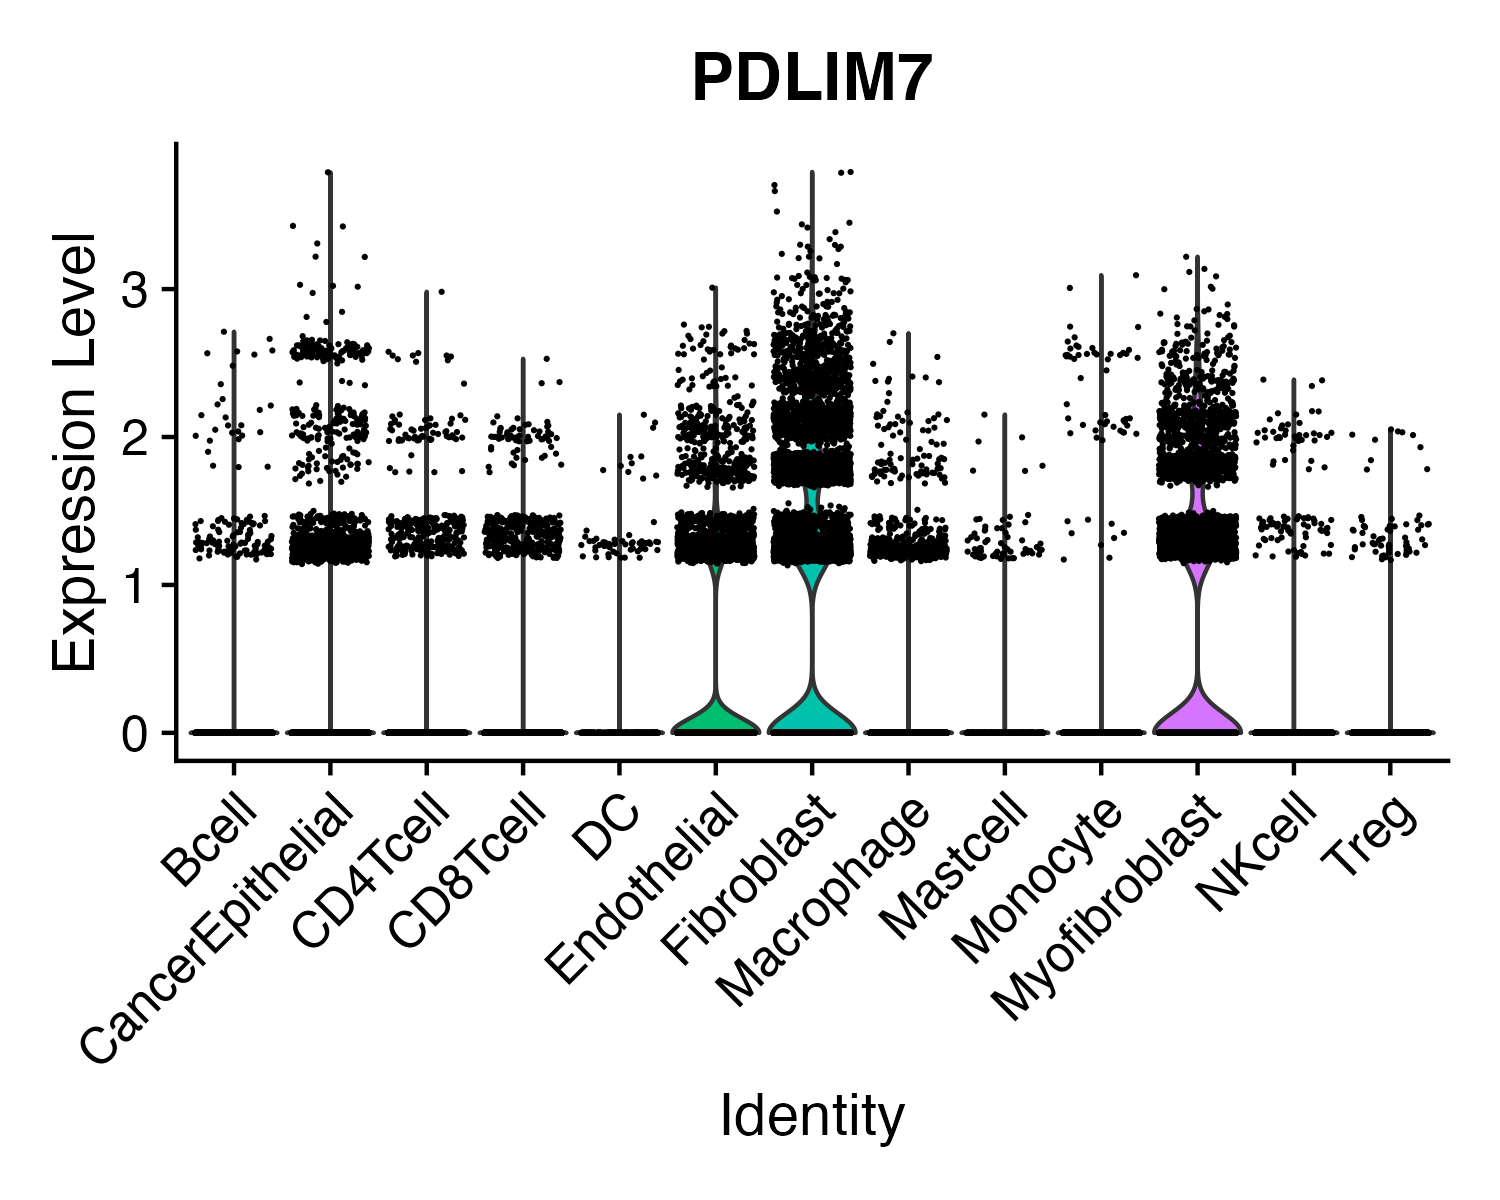 PDLIM7
Expression Level
3
2
1
0
Bcell
CancerEpithelial
CD4Tcell
CD8Tcell
DC
Endothelial
Fibroblast
Macrophage
Mastcell
Monocyte
Myofibroblast
NKcell
Treg
Identity